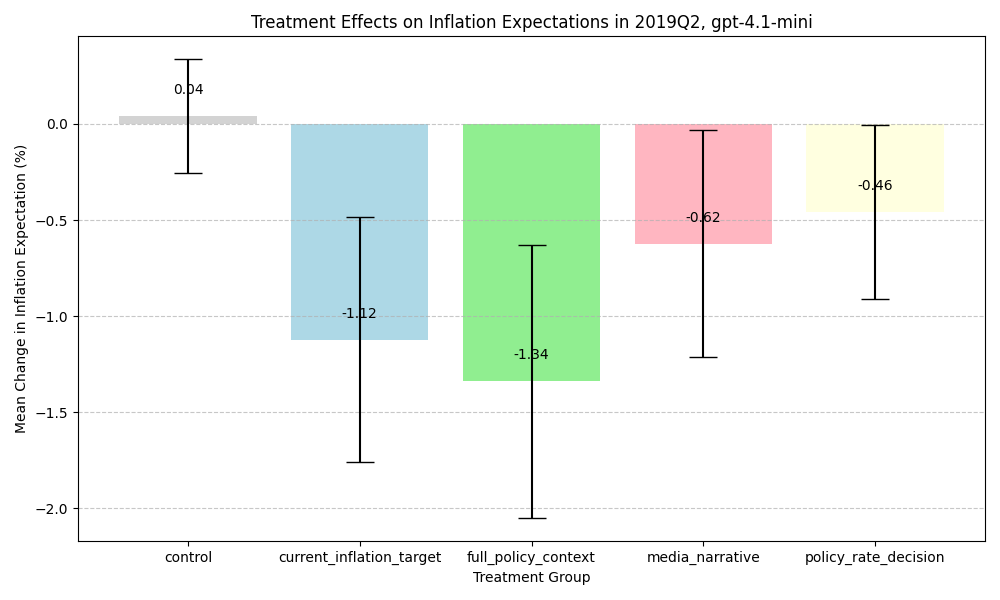 Treatment Effects on Inflation Expectations in 2019Q2, gpt-4.1-mini
Mean Change in Inflation Expectation (%)
0.0
−0.5
−1.0
−1.5
−2.0
0.04
-1.12
-1.34
-0.62
-0.46
control
current_inflation_target
full_policy_context
media_narrative
policy_rate_decision
Treatment Group